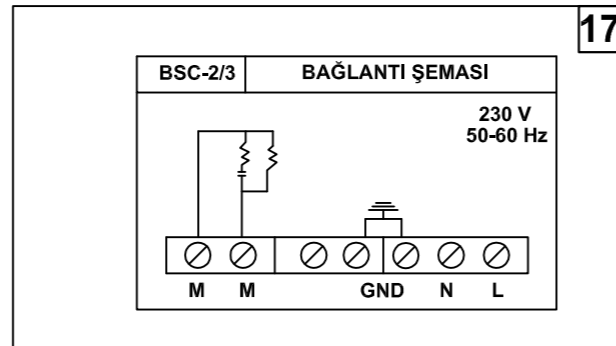 17
BSC-2/3 BAĞLANTI ŞEMASI
230 V
50-60 Hz
M M GND N L